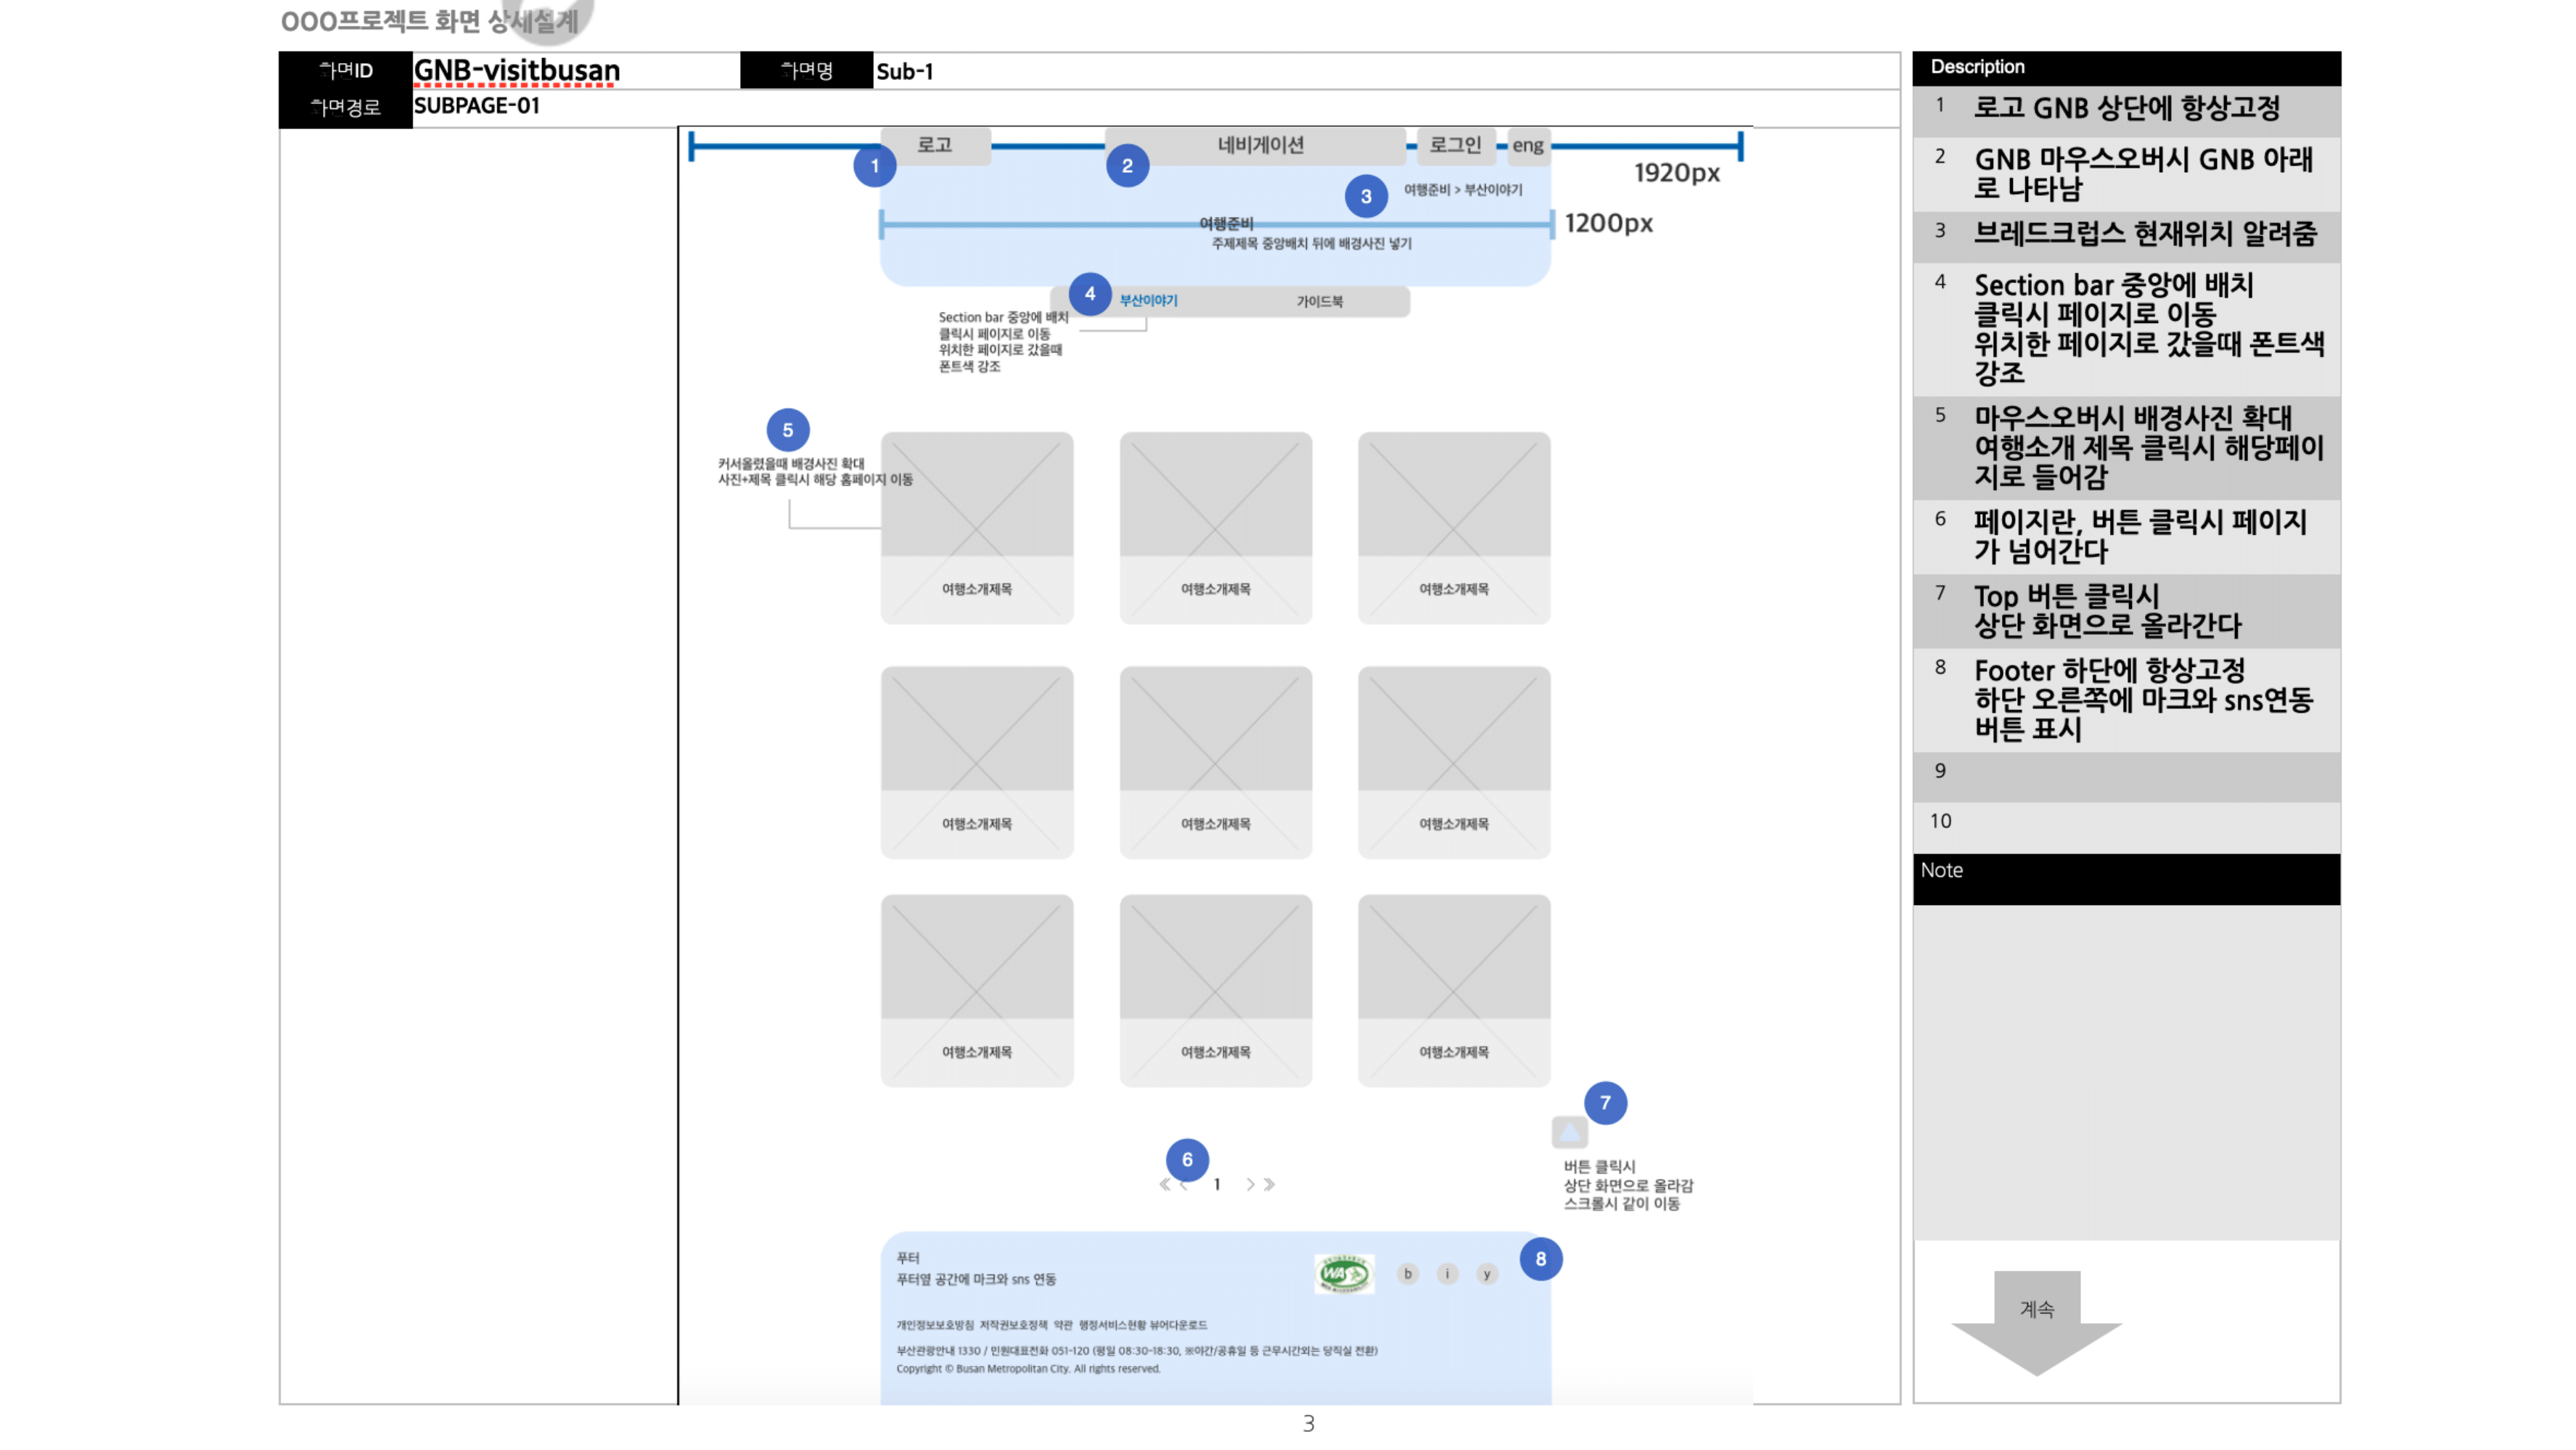 OOO프로젝트 화면 상세설계
화면ID GNB-visitbusan 화면명 Sub-1
화면경로 SUBPAGE-01
로고 네비게이션 로그인 eng
1 2
1920px
3 여행준비 > 부산이야기
여행준비
1200px
주제제목 중앙배치 뒤에 배경사진 넣기
4 부산이야기 가이드북
Section bar 중앙에 배치
클릭시 페이지로 이동
위치한 페이지로 갔을때
폰트색 강조
5
커서올렸을때 배경사진 확대
사진+제목 클릭시 해당 홈페이지 이동
여행소개제목 여행소개제목 여행소개제목
여행소개제목 여행소개제목 여행소개제목
여행소개제목 여행소개제목 여행소개제목
7
버튼 클릭시
상단 화면으로 올라감
스크롤시 같이 이동
6
《 < 1 > 》
푸터
푸터옆 공간에 마크와 sns 연동
WA b i y 8
개인정보보호방침 저작권보호정책 약관 행정서비스현황 뷰어다운로드
부산관광안내 1330 / 민원대표전화 051-120 (평일 08:30-18:30, ※야간/공휴일 등 근무시간외는 당직실 전환)
Copyright © Busan Metropolitan City. All rights reserved.
Description
1 로고 GNB 상단에 항상고정
2 GNB 마우스오버시 GNB 아래
로 나타남
3 브레드크럼스 현재위치 알려줌
4 Section bar 중앙에 배치
클릭시 페이지로 이동
위치한 페이지로 갔을때 폰트색
강조
5 마우스오버시 배경사진 확대
여행소개 제목 클릭시 해당페이
지로 들어감
6 페이지란, 버튼 클릭시 페이지
가 넘어간다
7 Top 버튼 클릭시
상단 화면으로 올라간다
8 Footer 하단에 항상고정
하단 오른쪽에 마크와 sns연동
버튼 표시
9
10
Note
계속
3